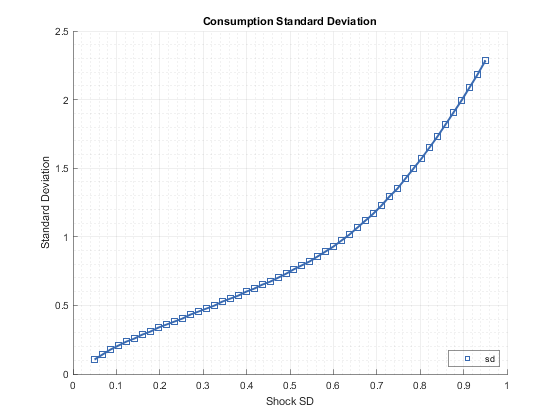 Consumption Standard Deviation
Standard Deviation
2.5
2
1.5
1
0.5
0
0 0.1 0.2 0.3 0.4 0.5 0.6 0.7 0.8 0.9 1
Shock SD
sd